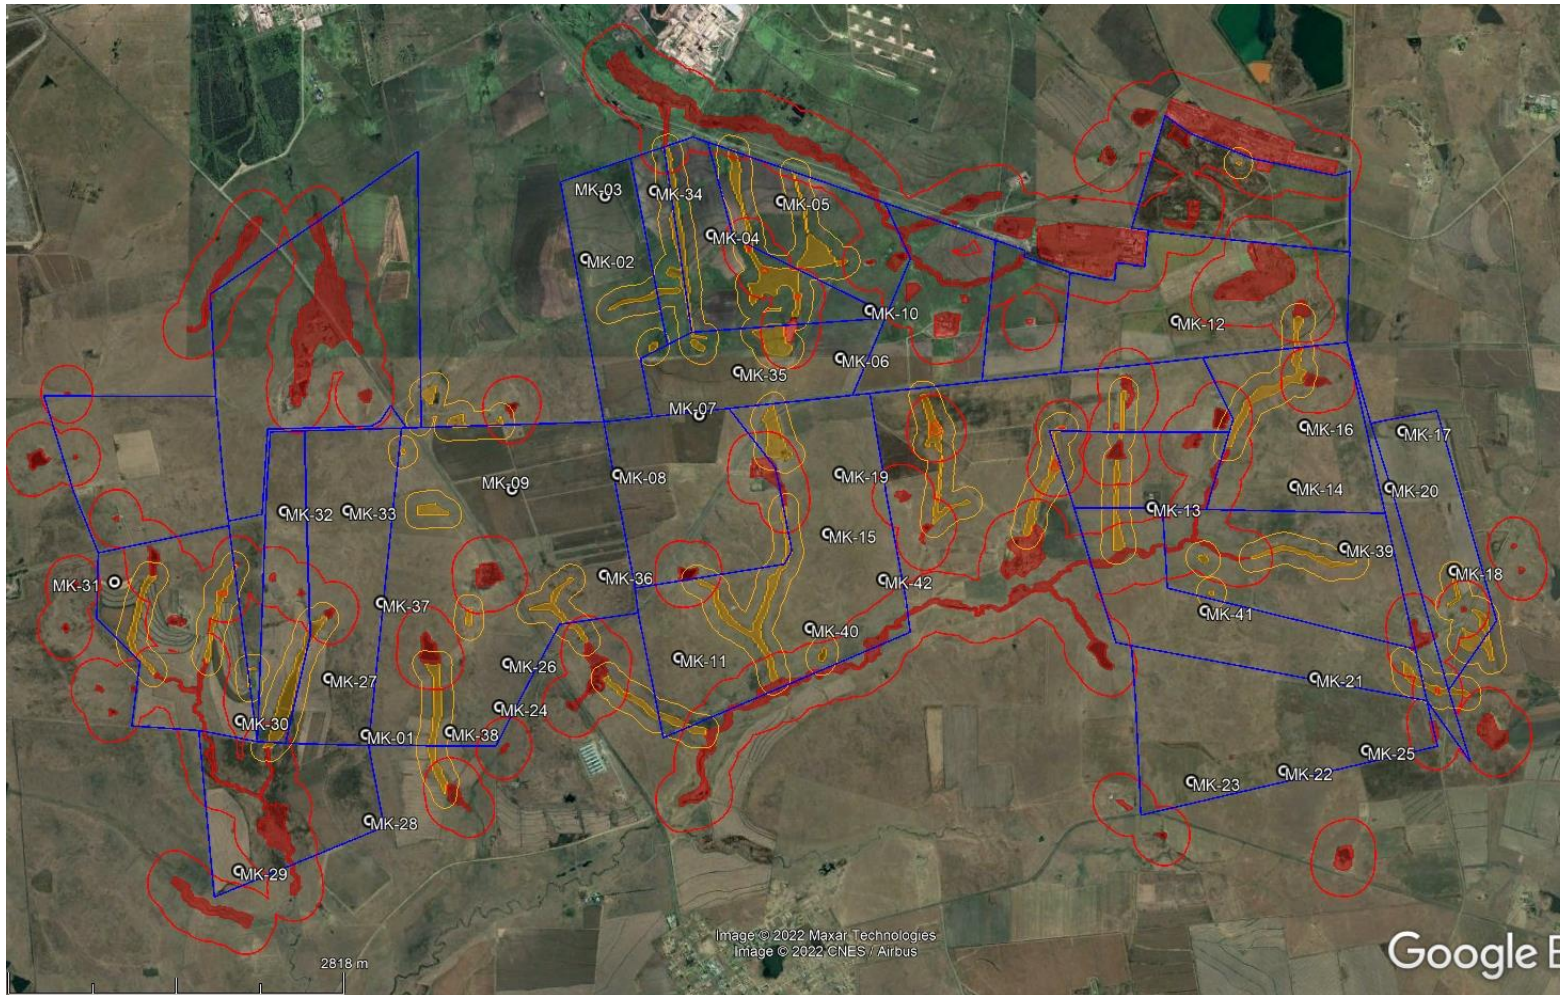 MK-03
MK-34
MK-05
MK-04
MK-02
MK-10
MK-12
MK-06
MK-35
MK-07
MK-16
MK-17
MK-08
MK-19
MK-09
MK-14
MK-20
MK-32
MK-33
MK-13
MK-15
MK-39
MK-31
MK-36
MK-42
MK-18
MK-37
MK-41
MK-40
MK-11
MK-26
MK-27
MK-21
MK-24
MK-30
MK-01
MK-38
MK-25
MK-22
MK-23
MK-28
MK-29
Image © 2022 Maxar Technologies
Image © 2022 CNES / Airbus
Google E
2818 m